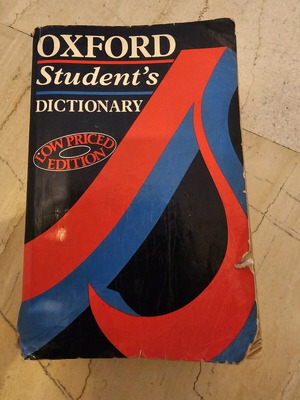 OXFORD
Student's
DICTIONARY
LOW PRICED
EDITION